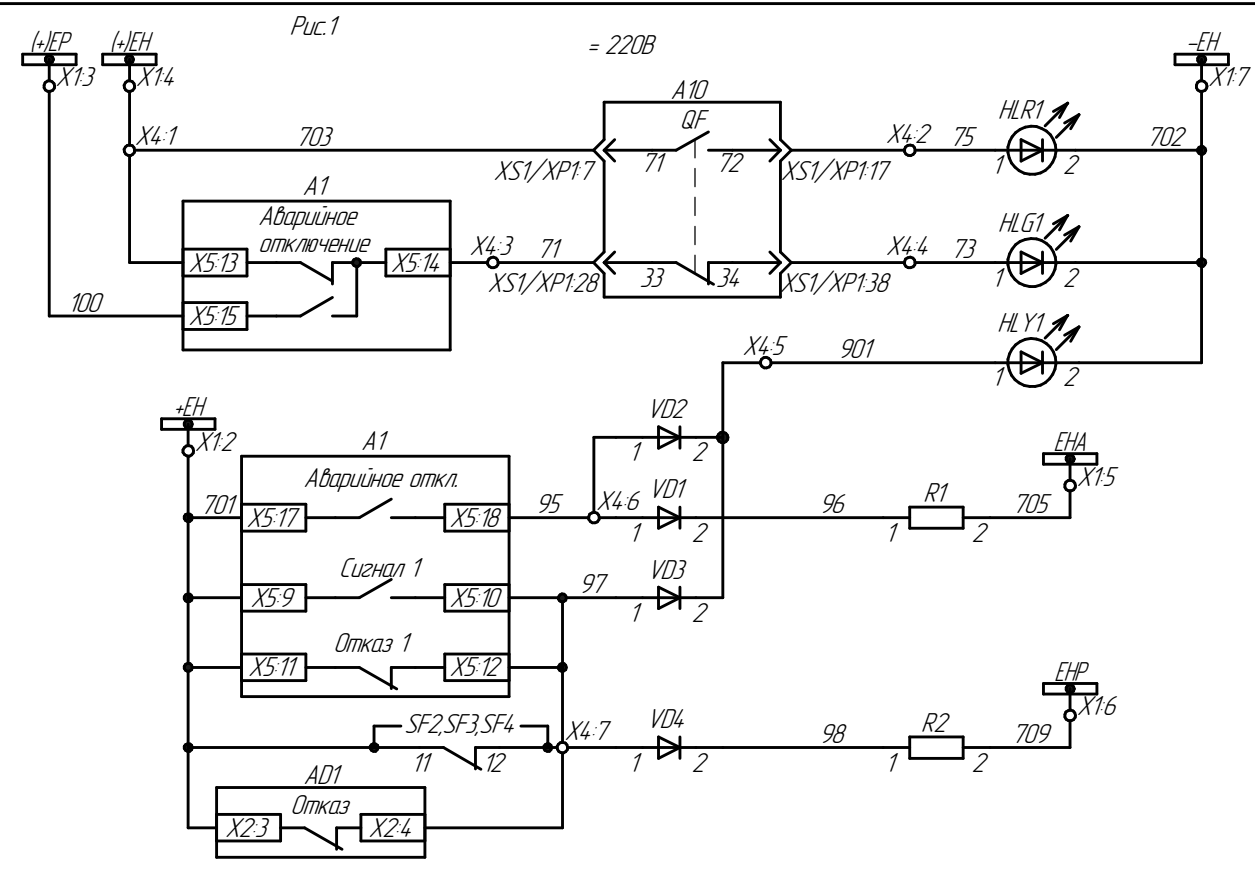 Рис.1
= 220В
(+)EP
(+)EH
-EH
X1:3
X1:4
X1:7
A10
QF
HLR1
X4:1
703
71
72
X4:2
75
1
2
702
XS1/XP1:7
XS1/XP1:17
A1
Аварийное
отключение
X5:13
X5:14
X4:3
71
XS1/XP1:28
33
34
XS1/XP1:38
X4:4
73
HLG1
1
2
100
X5:15
X4:5
901
HLY1
1
2
+EH
X1:2
A1
VD2
1
2
EHA
X1:5
Аварийное откл.
701
X5:17
X5:18
95
X4:6
VD1
1
2
96
R1
1
2
705
Сигнал 1
X5:9
X5:10
97
VD3
1
2
Отказ 1
X5:11
X5:12
EHP
X1:6
SF2,SF3,SF4
11
12
X4:7
VD4
1
2
98
R2
1
2
709
AD1
Отказ
X2:3
X2:4